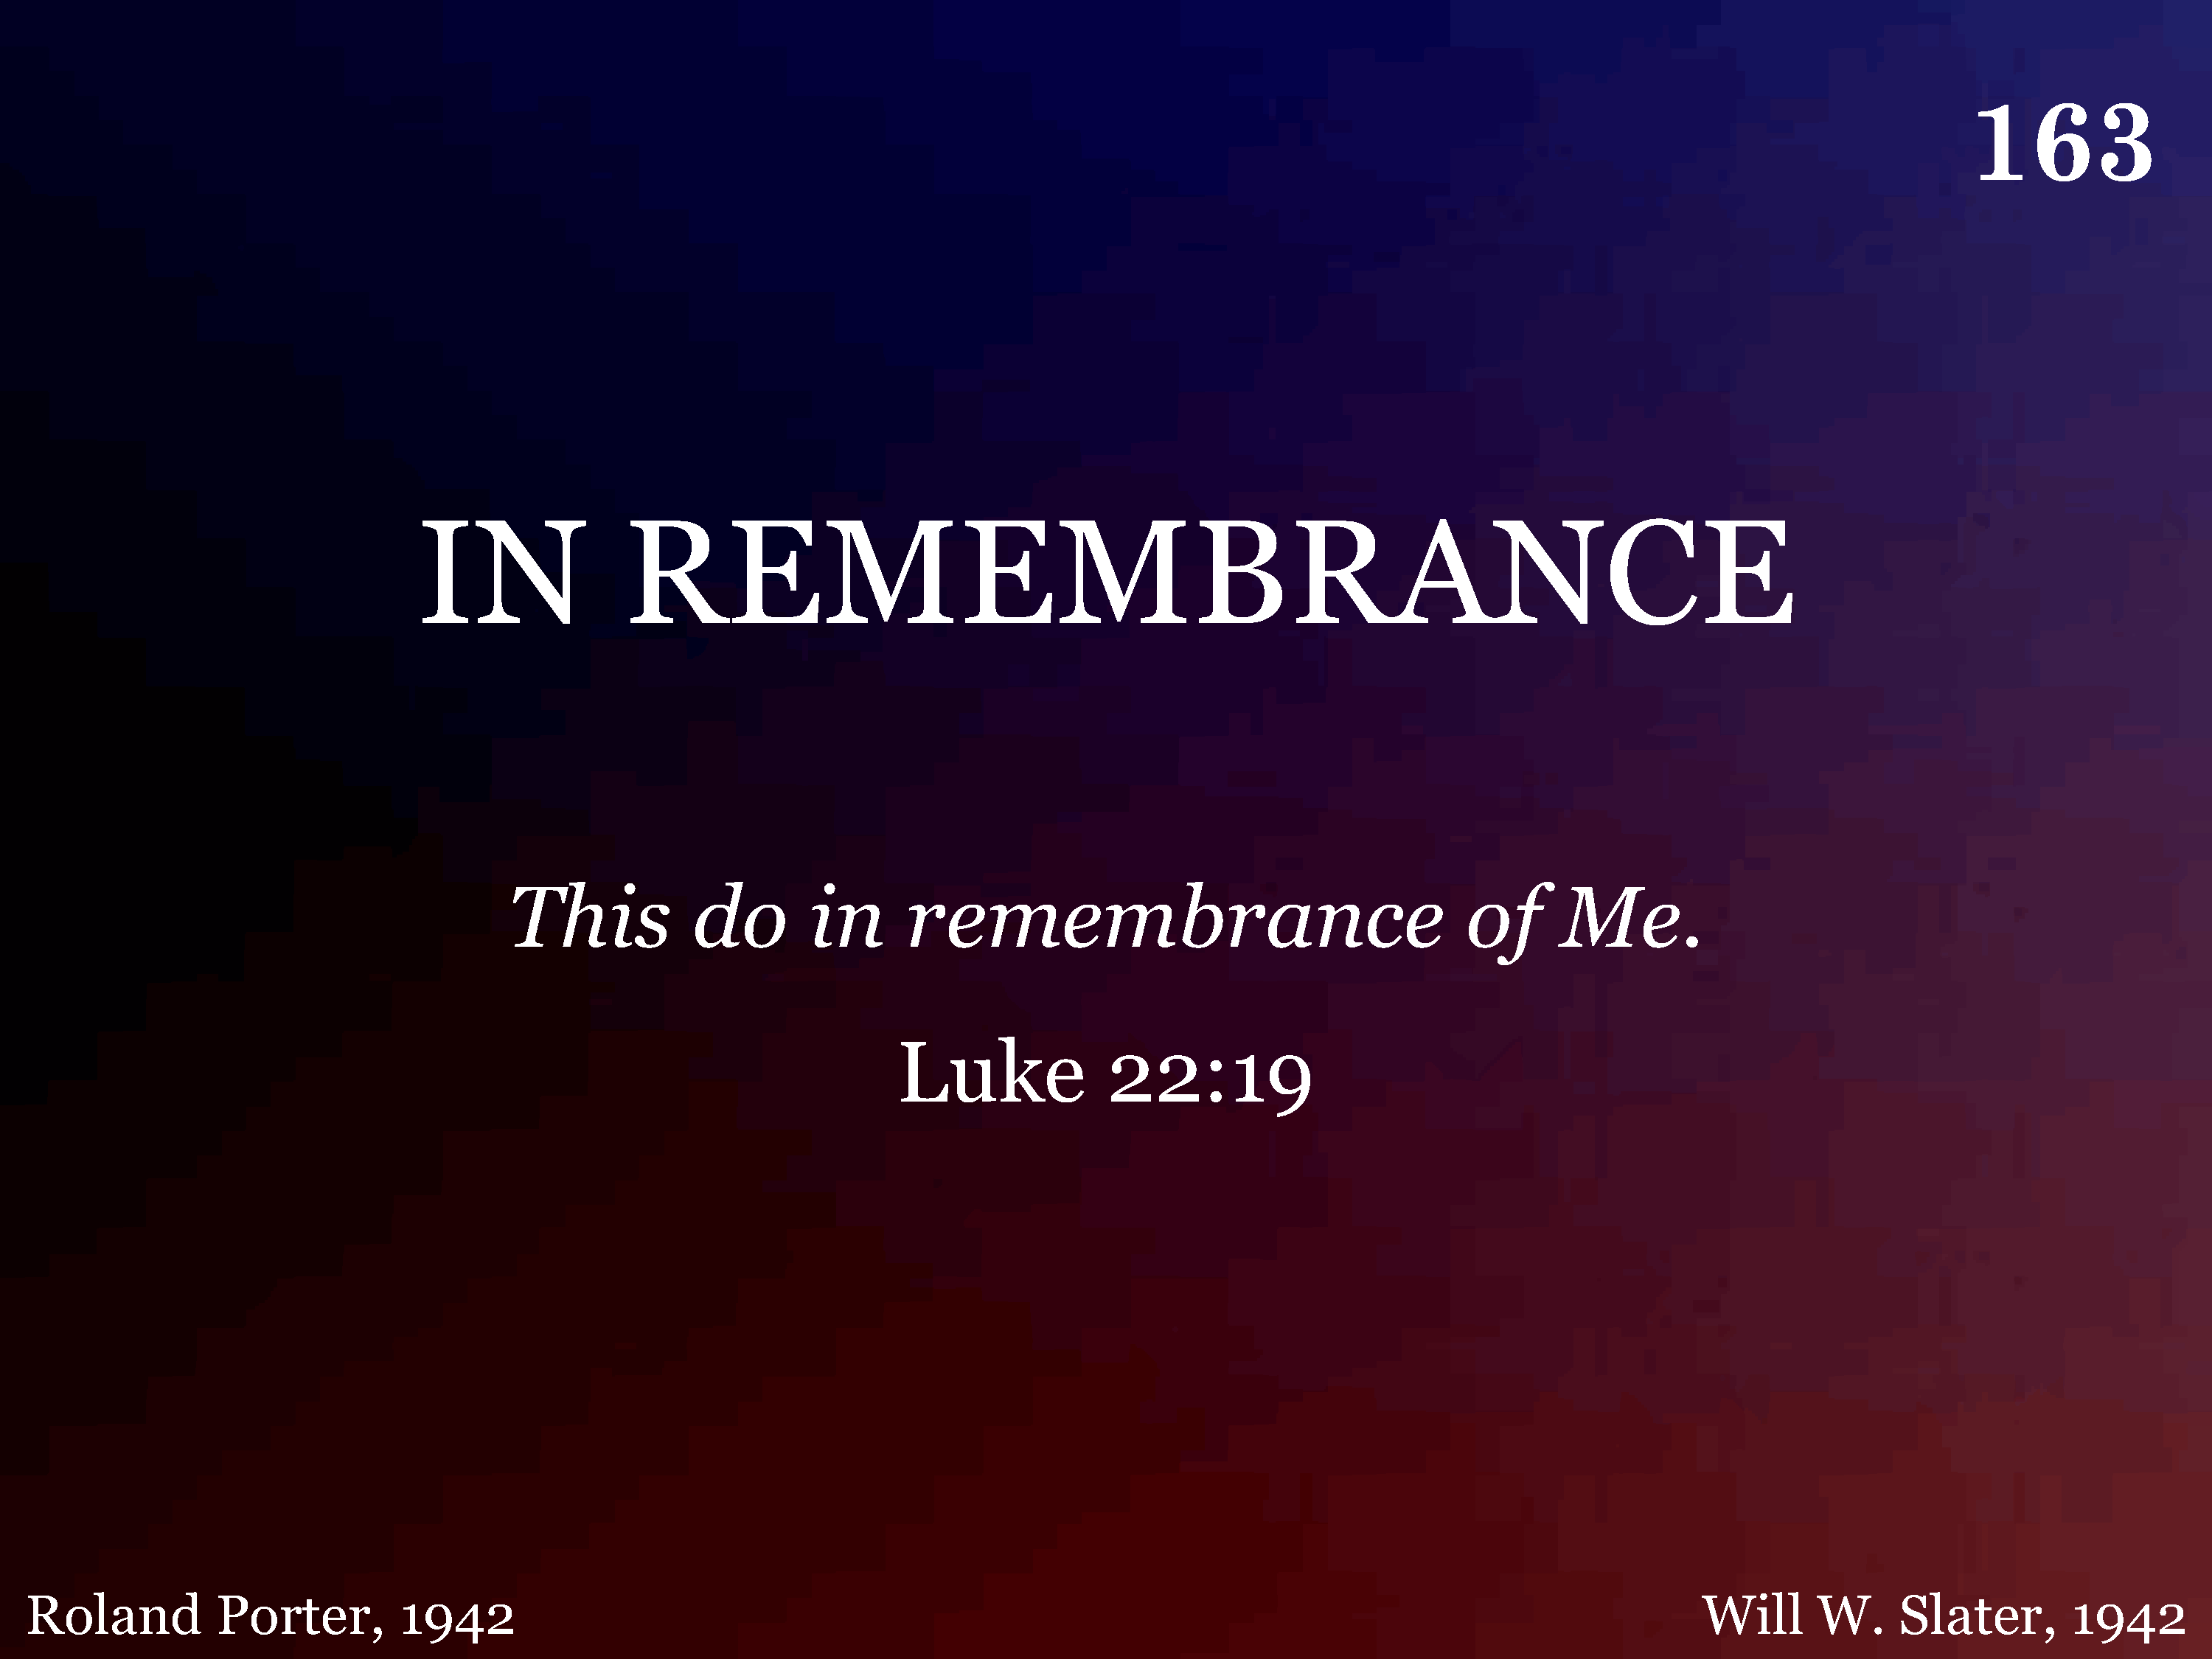 163
IN REMEMBRANCE
This do in remembrance of Me.
Luke 22:19
Roland Porter, 1942
Will W. Slater, 1942